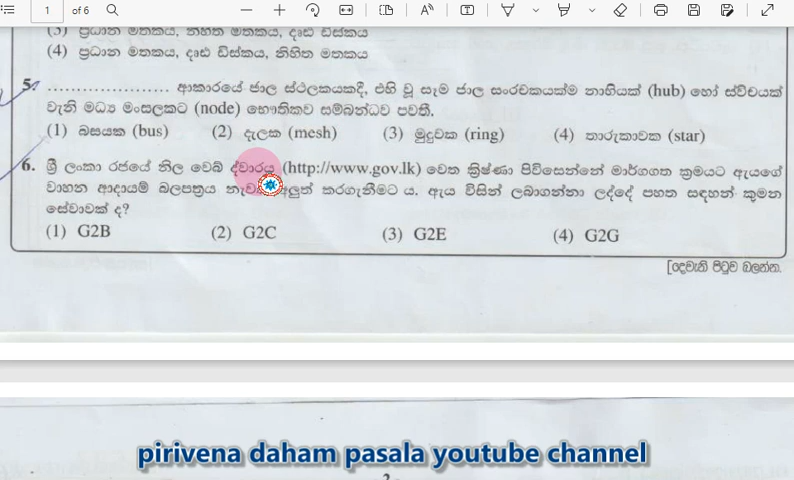 1 of 6
(3) ප්‍රධාන මතකය, නිහිත මතකය, දෘඪ ඩිස්කය
(4) ප්‍රධාන මතකය, දෘඪ ඩිස්කය, නිහිත මතකය
5. .................... ආකාරයේ ජාල ස්ථලකයකදී, එහි වූ සෑම ජාල සංරචකයක්ම නාභියක් (hub) හෝ ස්විචයක්
වැනි මධ්‍ය මංසලකට (node) භෞතිකව සම්බන්ධව පවතී.
(1) බසයක (bus) (2) දැලක (mesh) (3) මුදුවක (ring) (4) තාරුකාවක (star)
6. ශ්‍රී ලංකා රජයේ නිල වෙබ් ද්වාරය (http://www.gov.lk) වෙත ක්‍රිෂ්ණා පිවිසෙන්නේ මාර්ගගත ක්‍රමයට ඇයගේ
වාහන ආදායම් බලපත්‍රය අලුත් කරගැනීමට ය. ඇය විසින් ලබාගන්නා ලද්දේ පහත සඳහන් කුමන
සේවාවක් ද?
(1) G2B (2) G2C (3) G2E (4) G2G
[දෙවැනි පිටුව බලන්න.
pirivena daham pasala youtube channel